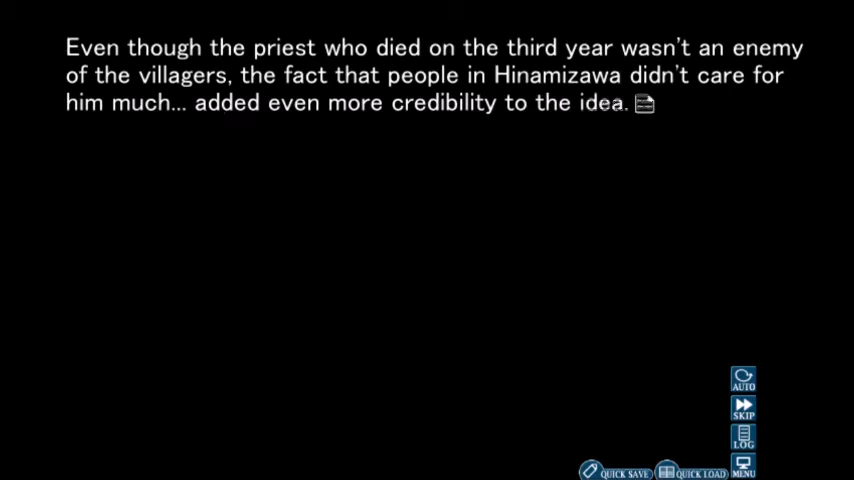 Even though the priest who died on the third year wasn't an enemy
of the villagers, the fact that people in Hinamizawa didn't care for
him much... added even more credibility to the idea.
AUTO
SKIP
LOG
MENU
QUICK SAVE QUICK LOAD